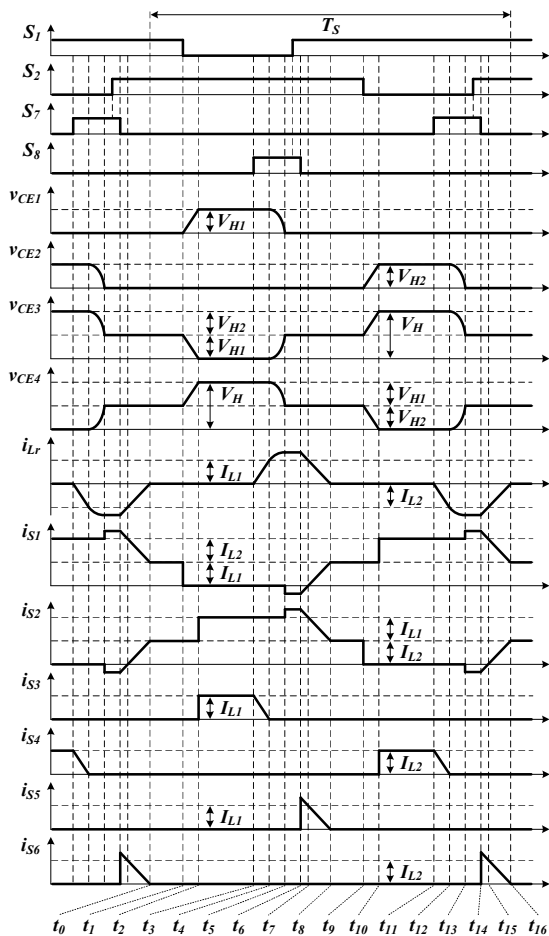 T_S
S_1
S_2
S_7
S_8
v_CE1
V_H1
v_CE2
V_H2
v_CE3
V_H2
V_H1
V_H
v_CE4
V_H
V_H1
V_H2
i_Lr
I_L1
I_L2
i_S1
I_L2
I_L1
i_S2
I_L1
I_L2
i_S3
I_L1
i_S4
I_L2
i_S5
I_L1
i_S6
I_L2
t_0 t_1 t_2 t_3 t_4 t_5 t_6 t_7 t_8 t_9 t_10 t_11 t_12 t_13 t_14 t_15 t_16